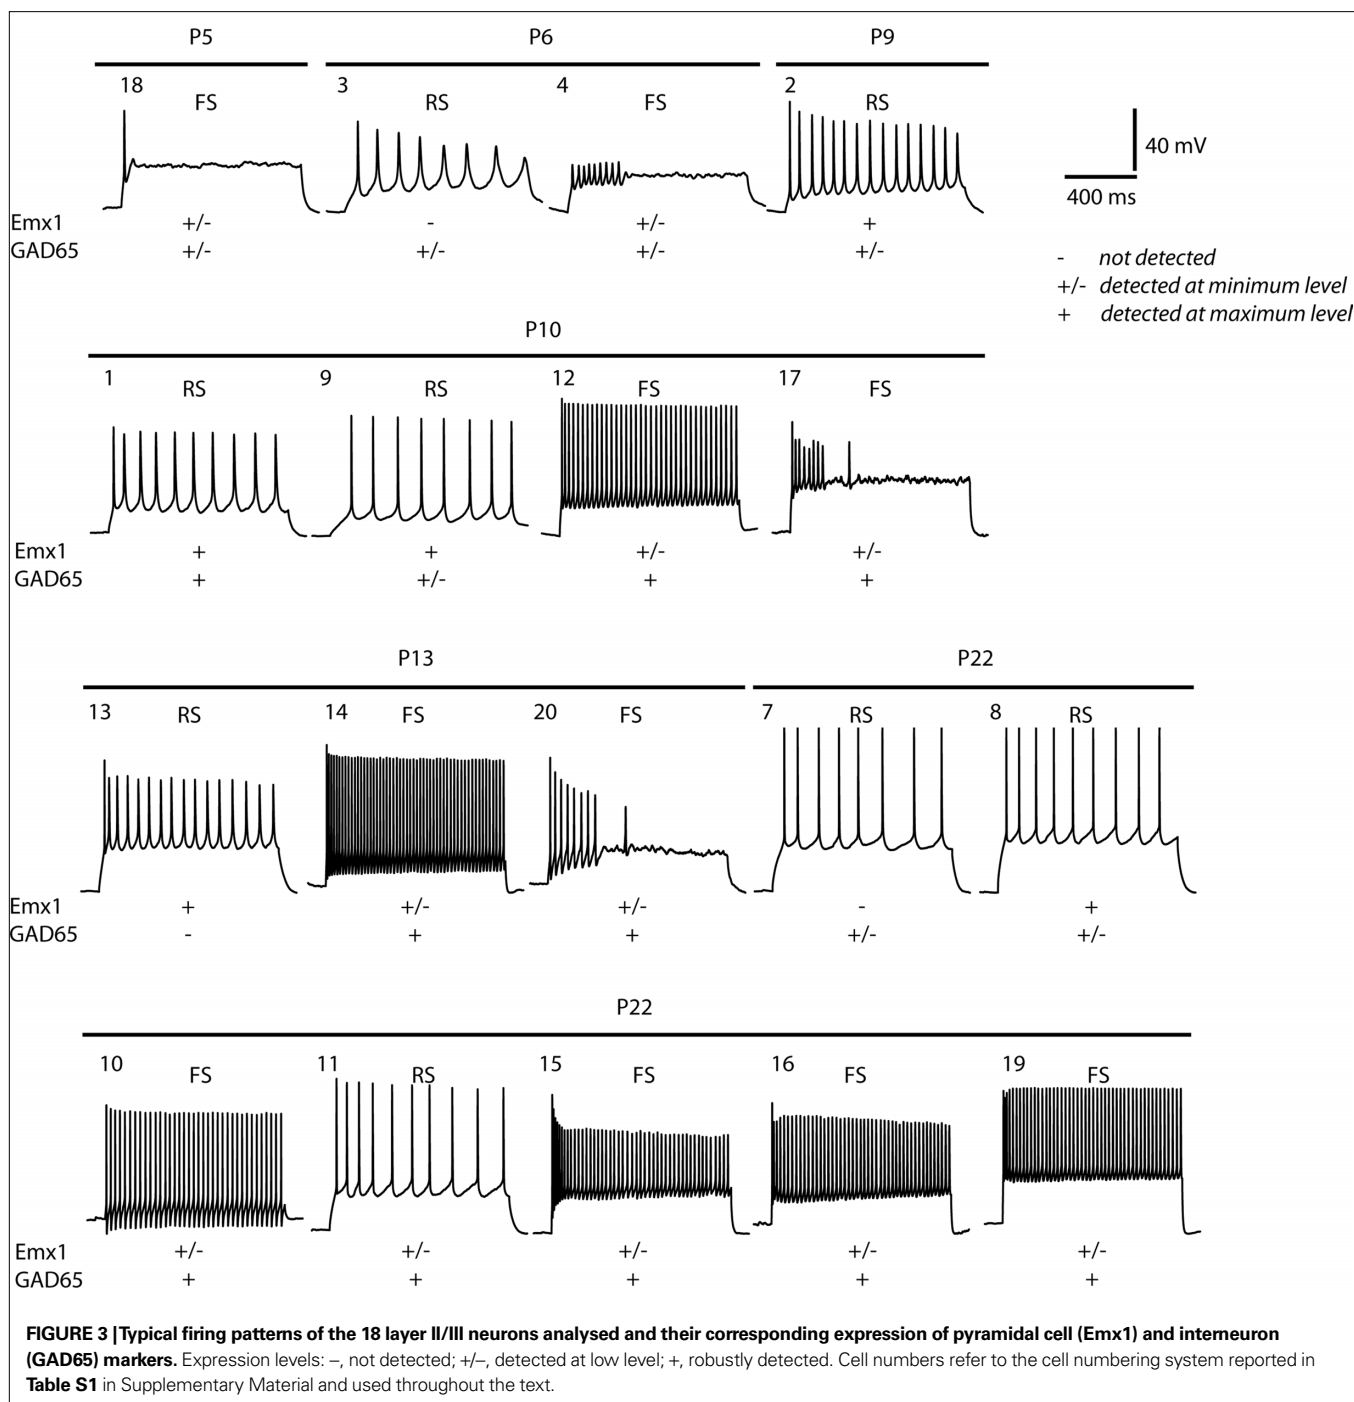 P5 P6 P9
18 3 4 2
FS RS FS RS
40 mV
400 ms
Emx1 +/- - +/- +
GAD65 +/- +/- +/- +/-
- not detected
+/- detected at minimum level
+ detected at maximum level
P10
1 9 12 17
RS RS FS FS
Emx1 + + +/- +/-
GAD65 + +/- + +
P13 P22
13 RS 14 FS 20 FS 7 RS 8 RS
Emx1 + +/- +/- - +
GAD65 - + + +/- +/-
P22
10 FS 11 RS 15 FS 16 FS 19 FS
Emx1 +/- +/- +/- +/- +/-
GAD65 + + + + +
FIGURE 3 | Typical firing patterns of the 18 layer II/III neurons analysed and their corresponding expression of pyramidal cell (Emx1) and interneuron
(GAD65) markers. Expression levels: –, not detected; +/–, detected at low level; +, robustly detected. Cell numbers refer to the cell numbering system reported in
Table S1 in Supplementary Material and used throughout the text.